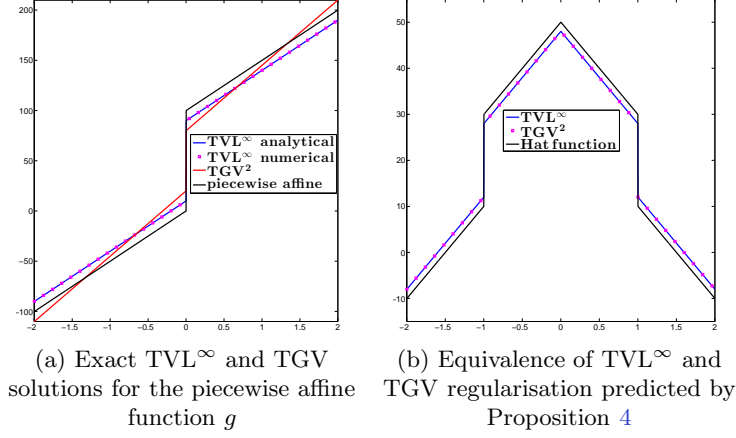 200
150
100
50
0
-50
-100
-2
-1.5
-1
-0.5
0
0.5
1
1.5
2
TVL∞ analytical
TVL∞ numerical
TGV²
piecewise affine
50
40
30
20
10
0
-10
-2
-1.5
-1
-0.5
0
0.5
1
1.5
2
TVL∞
TGV²
Hat function
(a) Exact TVL∞ and TGV
solutions for the piecewise affine
function g
(b) Equivalence of TVL∞ and
TGV regularisation predicted by
Proposition 4